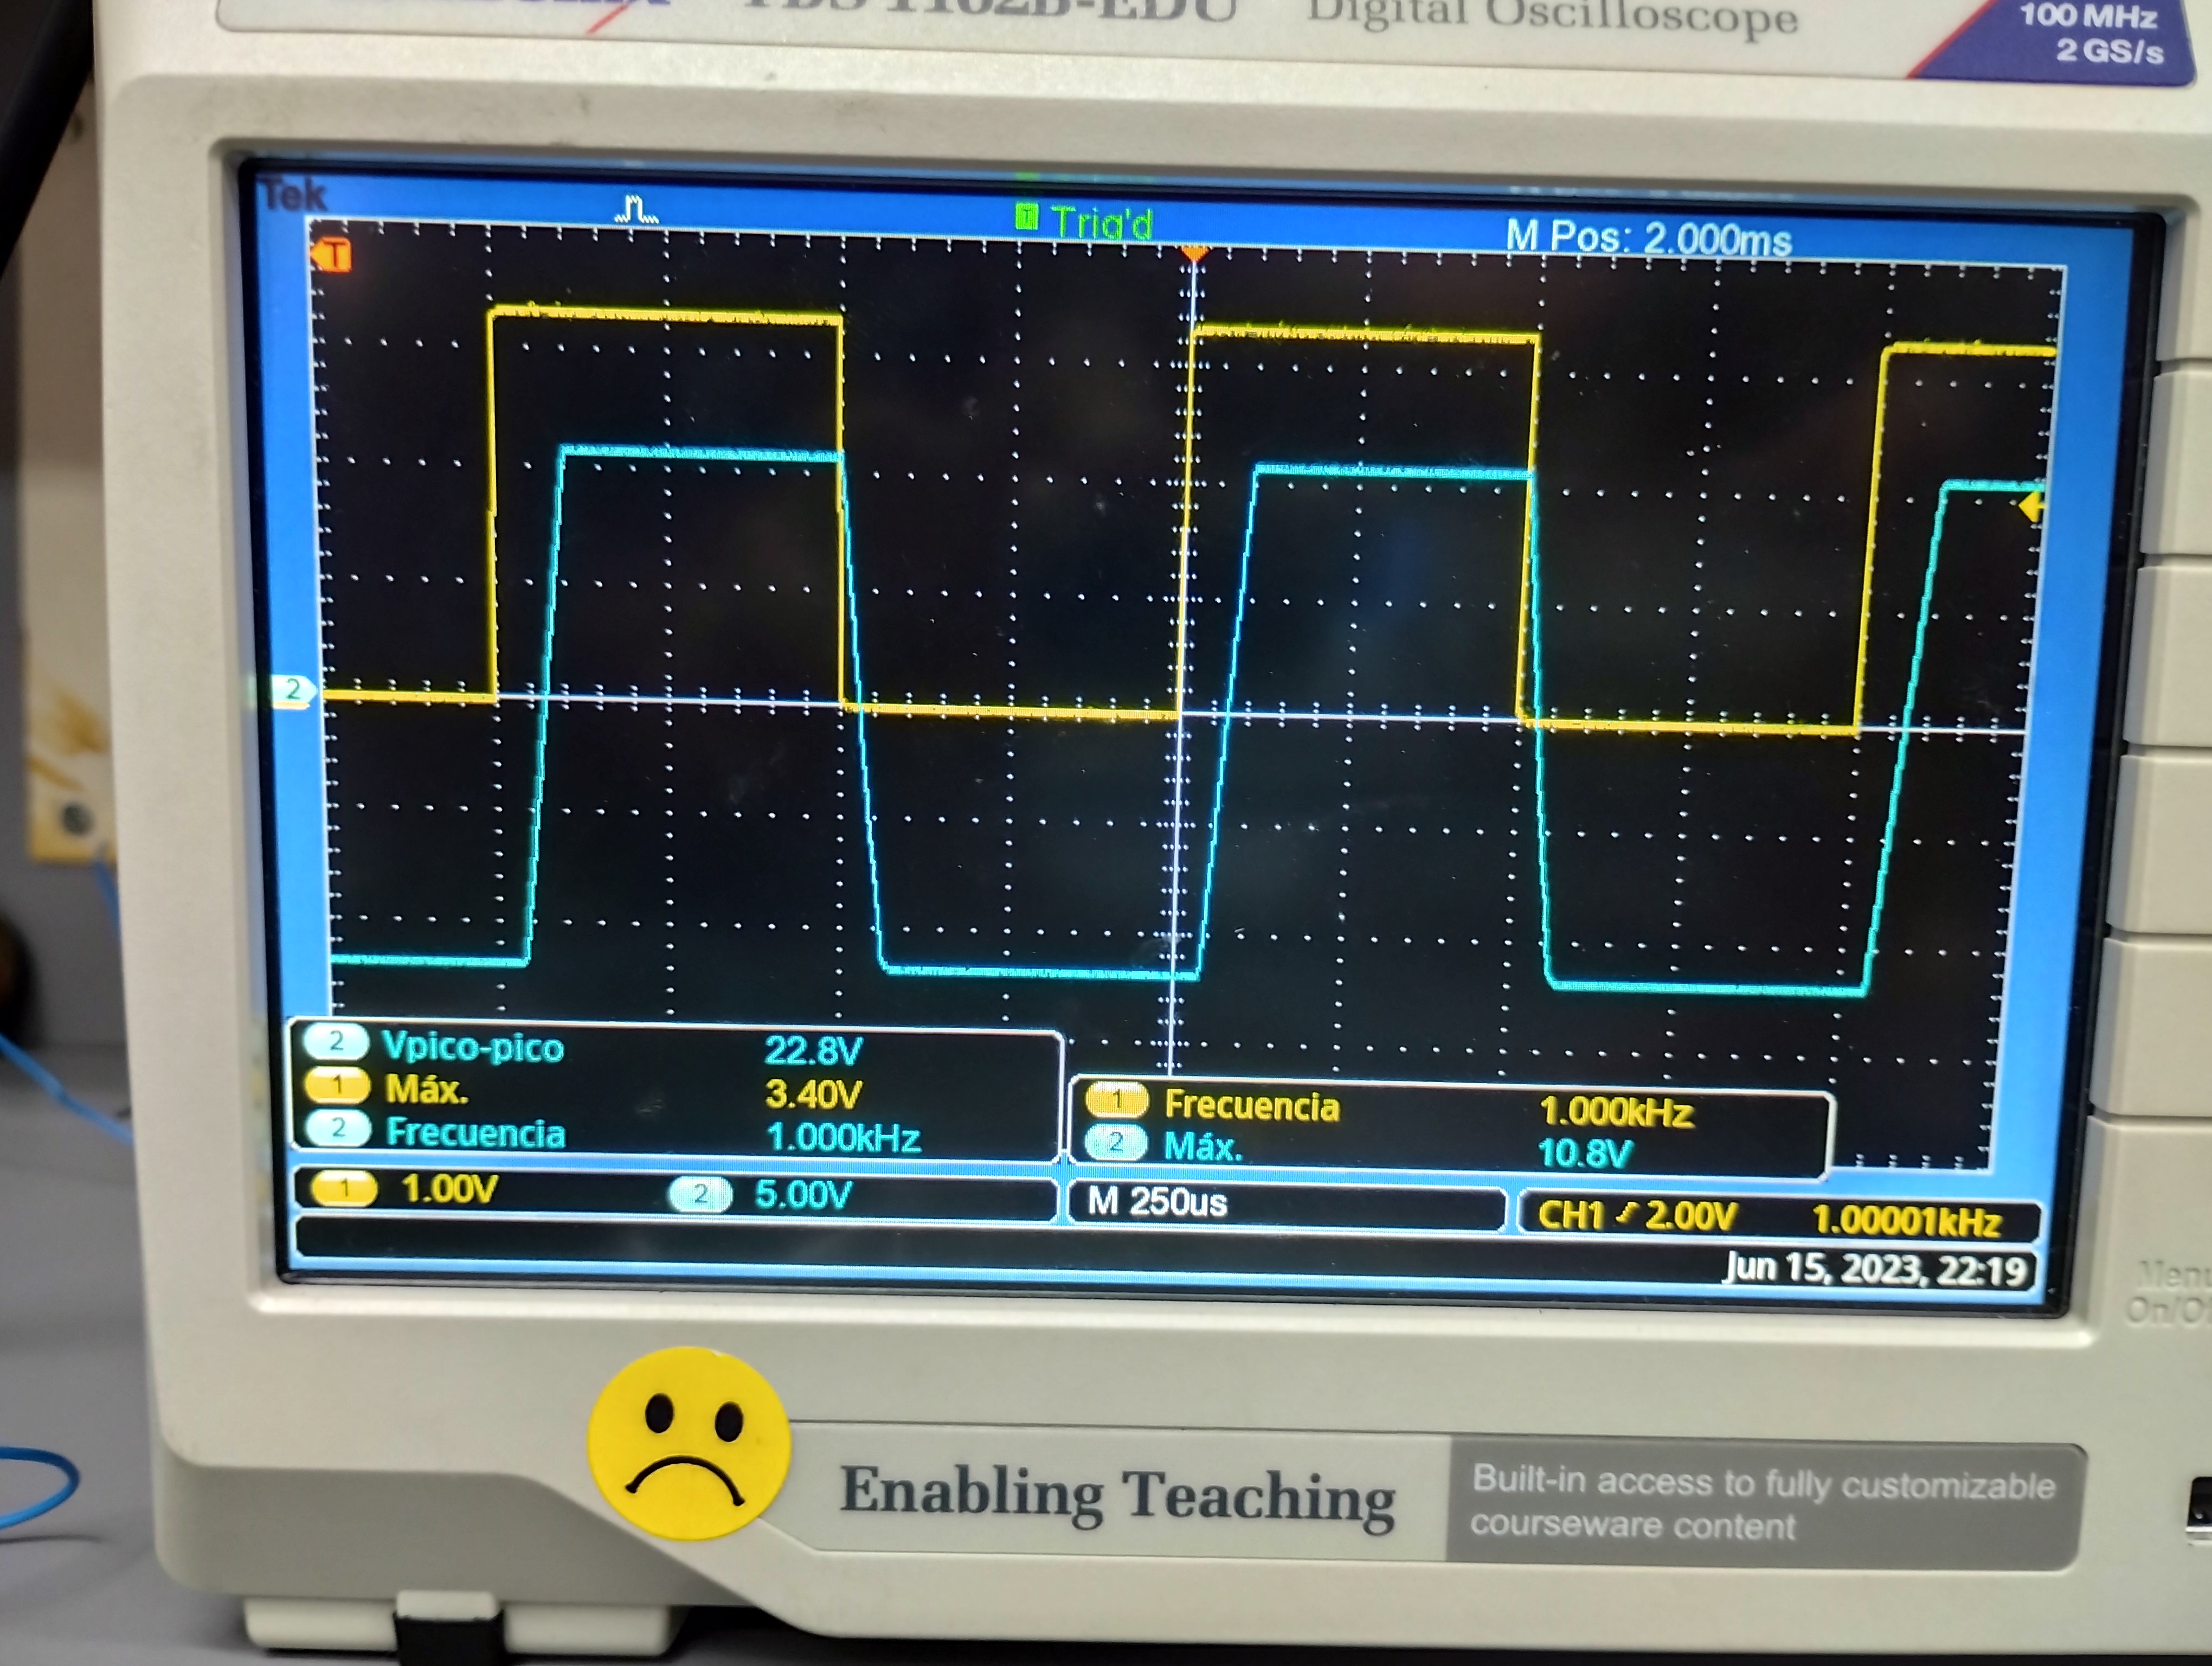 TBS 1102B-EDU Digital Oscilloscope
100 MHz
2 GS/s
Tek
T Trig'd
M Pos: 2.000ms
T
2
2 Vpico-pico 22.8V
1 Máx. 3.40V
2 Frecuencia 1.000kHz
1 Frecuencia 1.000kHz
2 Máx. 10.8V
1 1.00V 2 5.00V
M 250us
CH1 2.00V 1.00001kHz
Jun 15, 2023, 22:19
Menu
Enabling Teaching
Built-in access to fully customizable
courseware content